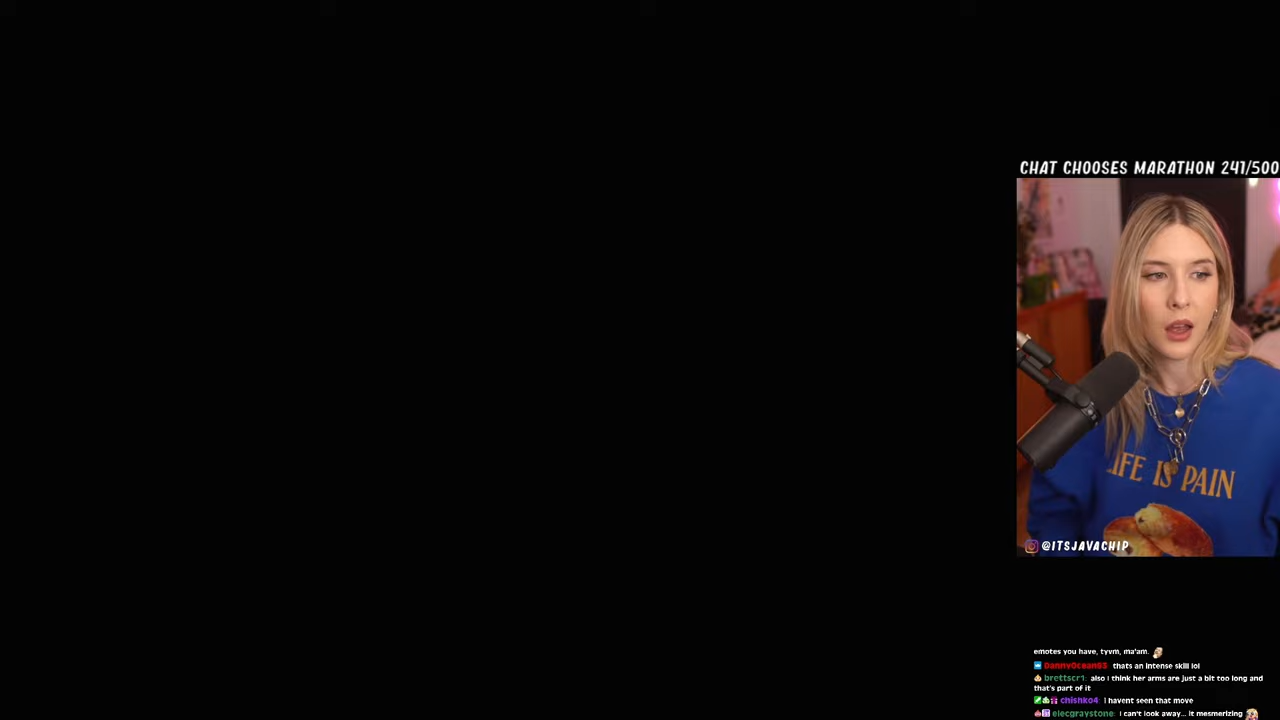 CHAT CHOOSES MARATHON 241/500
LIFE IS PAIN
@ITSJAVACHIP
emotes you have, tyvm, ma'am.
DannyOcean63: thats an intense skill lol
brettscr1: also i think her arms are just a bit too long and
that's part of it
chishko4: I havent seen that move
elecgraystone: i can't look away... it mesmerizing